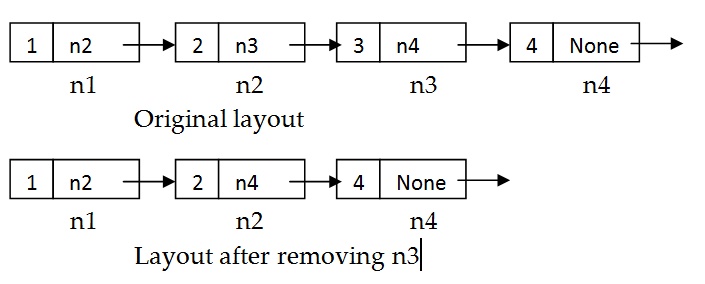 1 n2 2 n3 3 n4 4 None
n1 n2 n3 n4
Original layout
1 n2 2 n4 4 None
n1 n2 n4
Layout after removing n3